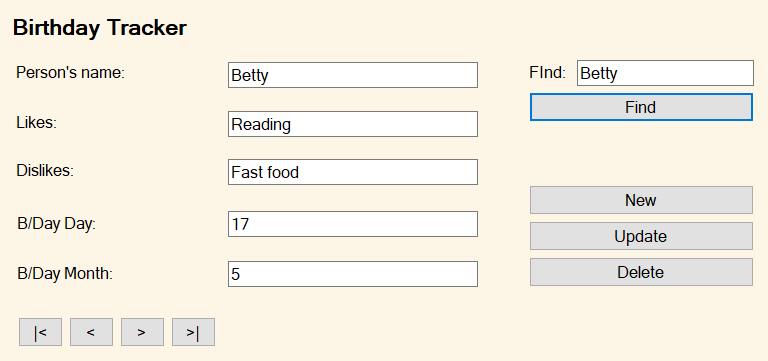 Birthday Tracker
Person's name: Betty
FInd: Betty
Find
Likes: Reading
Dislikes: Fast food
New
B/Day Day: 17
Update
B/Day Month: 5
Delete
|< < > >|